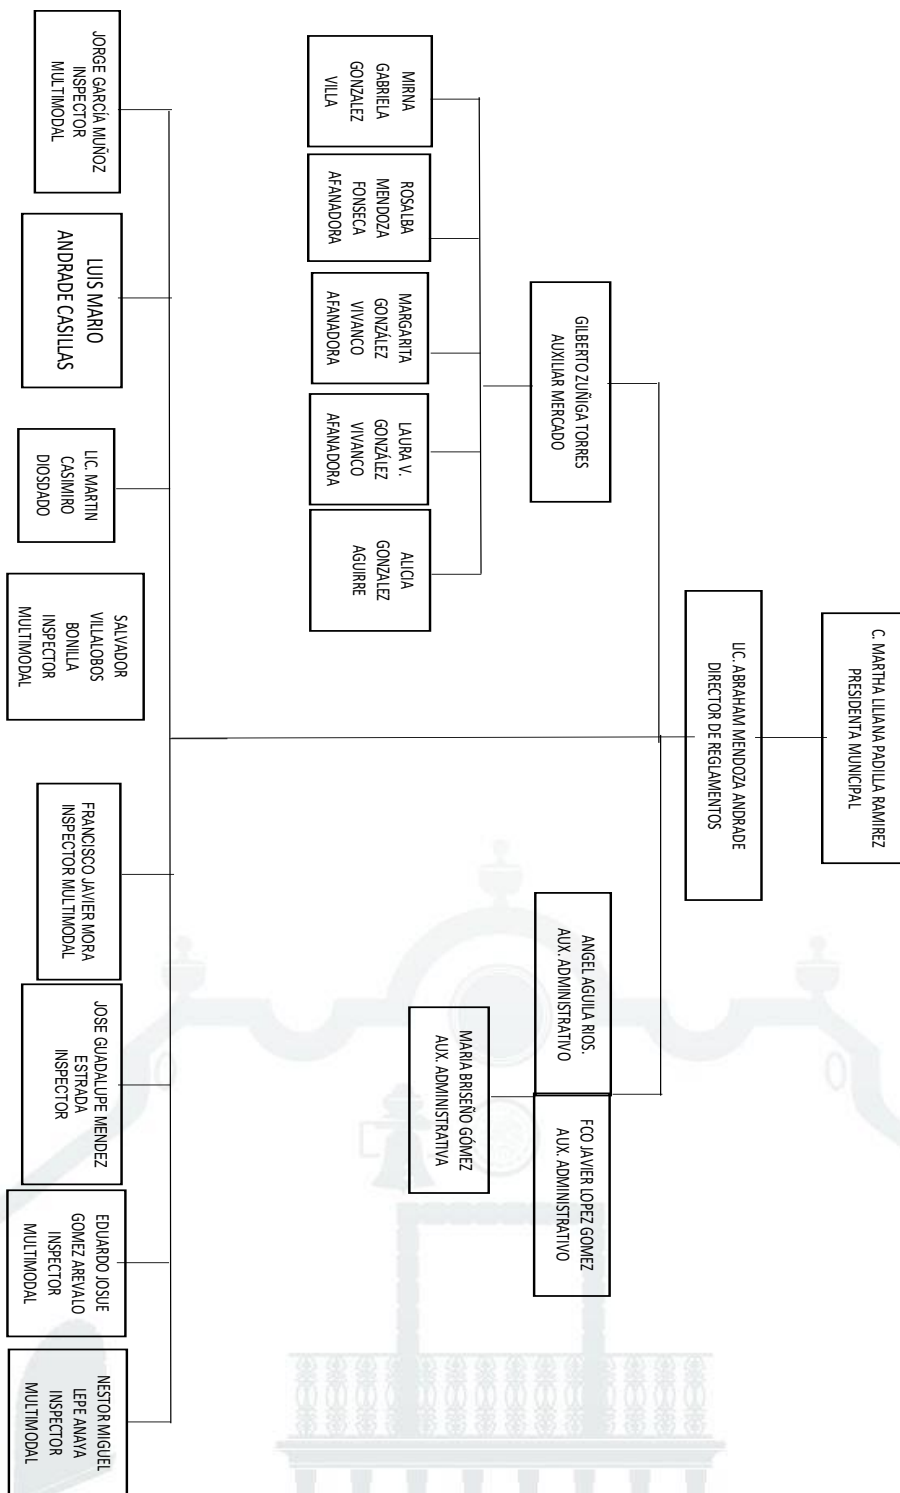 C. MARTHA LILIANA PADILLA RAMIREZ
PRESIDENTA MUNICIPAL
LIC. ABRAHAM MENDOZA ANDRADE
DIRECTOR DE REGLAMENTOS
GILBERTO ZUÑIGA TORRES
AUXILIAR MERCADO
ANGEL AGUILA RIOS.
AUX. ADMINISTRATIVO
FCO JAVIER LOPEZ GOMEZ
AUX. ADMINISTRATIVO
MARIA BRISEÑO GÓMEZ
AUX. ADMINISTRATIVA
MIRNA
GABRIELA
GONZALEZ
VILLA
ROSALBA
MENDOZA
FONSECA
AFANADORA
MARGARITA
GONZÁLEZ
VIVANCO
AFANADORA
LAURA V.
GONZÁLEZ
VIVANCO
AFANADORA
ALICIA
GONZALEZ
AGUIRRE
JORGE GARCÍA MUÑOZ
INSPECTOR
MULTIMODAL
LUIS MARIO
ANDRADE CASILLAS
LIC. MARTIN
CASIMIRO
DIOSDADO
SALVADOR
VILLALOBOS
BONILLA
INSPECTOR
MULTIMODAL
FRANCISCO JAVIER MORA
INSPECTOR MULTIMODAL
JOSE GUADALUPE MENDEZ
ESTRADA
INSPECTOR
EDUARDO JOSUE
GOMEZ AREVALO
INSPECTOR
MULTIMODAL
NESTOR MIGUEL
LEPE ANAYA
INSPECTOR
MULTIMODAL